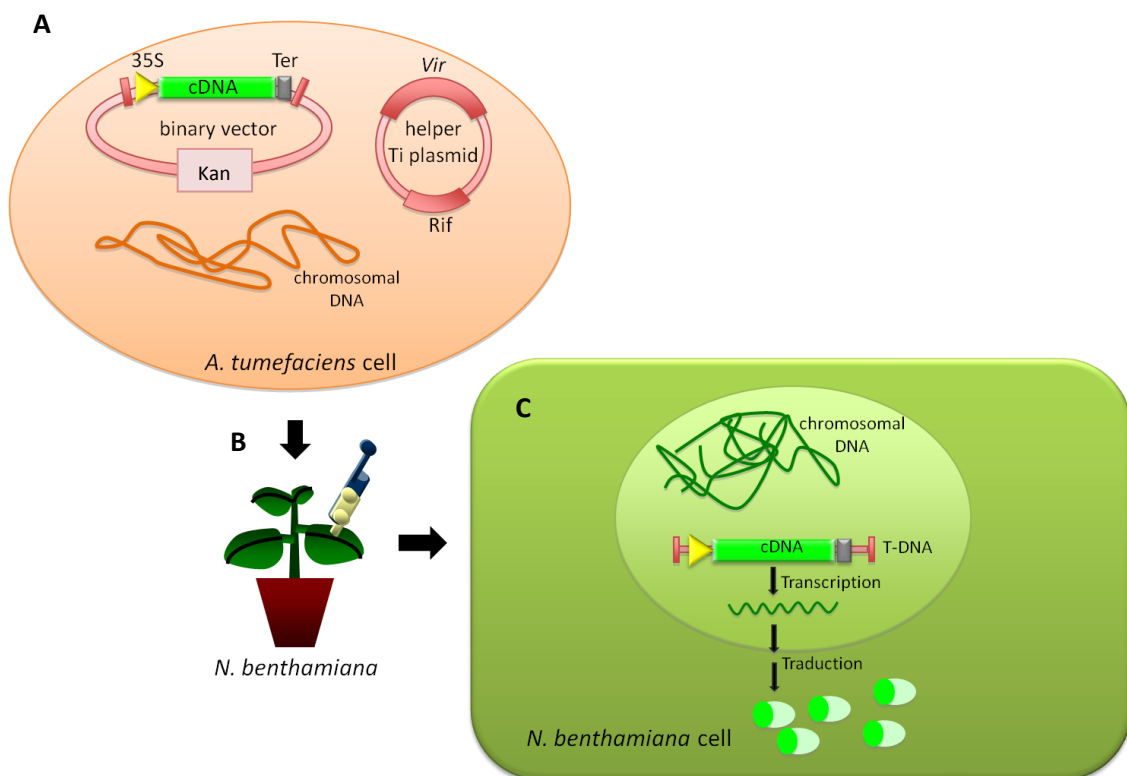 A
35S
Ter
cDNA
binary vector
Kan
Vir
helper
Ti plasmid
Rif
chromosomal
DNA
A. tumefaciens cell
B
N. benthamiana
C
chromosomal
DNA
cDNA
T-DNA
Transcription
Traduction
N. benthamiana cell